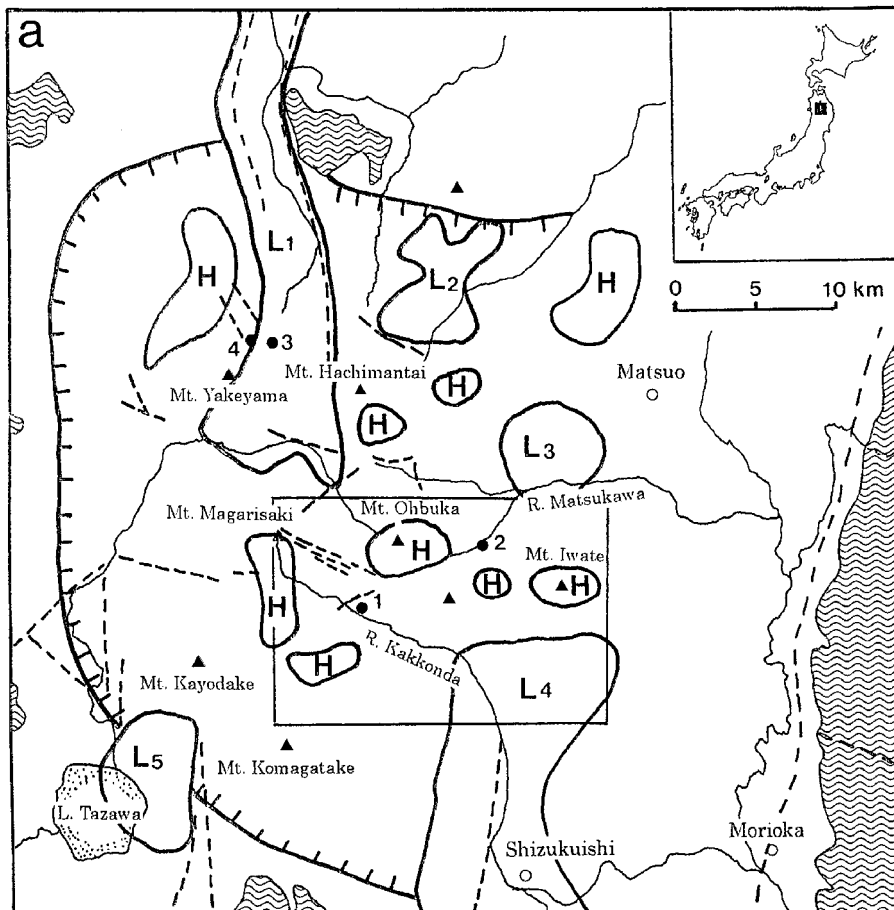 a
L1
H
L2
H
0 5 10 km
4 3
Mt. Yakeyama
Mt. Hachimantai
H
Matsuo
H
L3
Mt. Magarisaki
Mt. Ohbuka
R. Matsukawa
H
2
Mt. Iwate
H
H
H
1
R. Kakkonda
H
L4
Mt. Kayodake
L5
Mt. Komagatake
L. Tazawa
Shizukuishi
Morioka